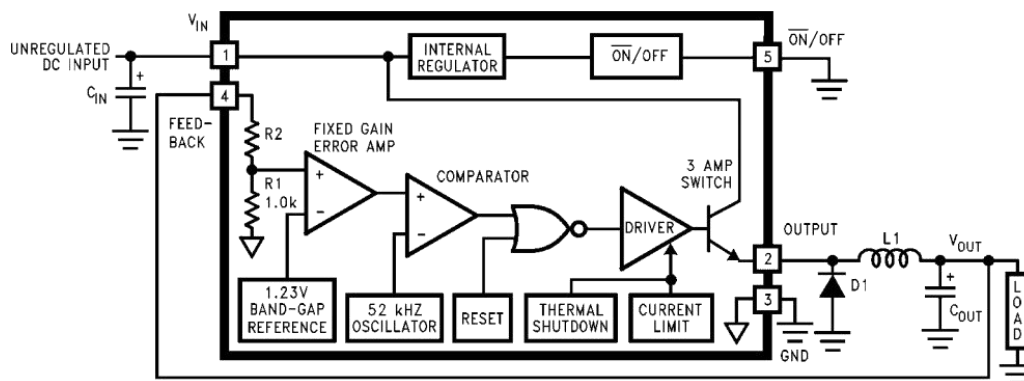 V_IN
UNREGULATED
DC INPUT
+
C_IN
1
4
FEED-
BACK
R2
R1
1.0k
INTERNAL
REGULATOR
O̅N̅/OFF
5
O̅N̅/OFF
FIXED GAIN
ERROR AMP
+
−
COMPARATOR
+
−
DRIVER
3 AMP
SWITCH
1.23V
BAND-GAP
REFERENCE
52 kHZ
OSCILLATOR
RESET
THERMAL
SHUTDOWN
CURRENT
LIMIT
OUTPUT
2
3
GND
D1
L1
V_OUT
+
C_OUT
LOAD